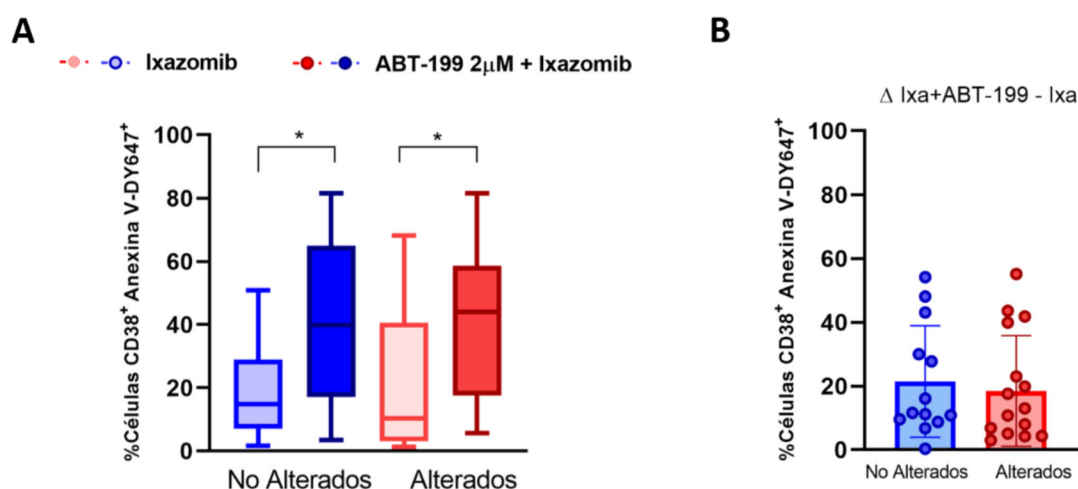 A
Ixazomib
ABT-199 2μM + Ixazomib
%Células CD38⁺ Anexina V-DY647⁺
100
80
60
40
20
0
*
*
No Alterados
Alterados
B
Δ Ixa+ABT-199 - Ixa
%Células CD38⁺ Anexina V-DY647⁺
100
80
60
40
20
0
No Alterados
Alterados